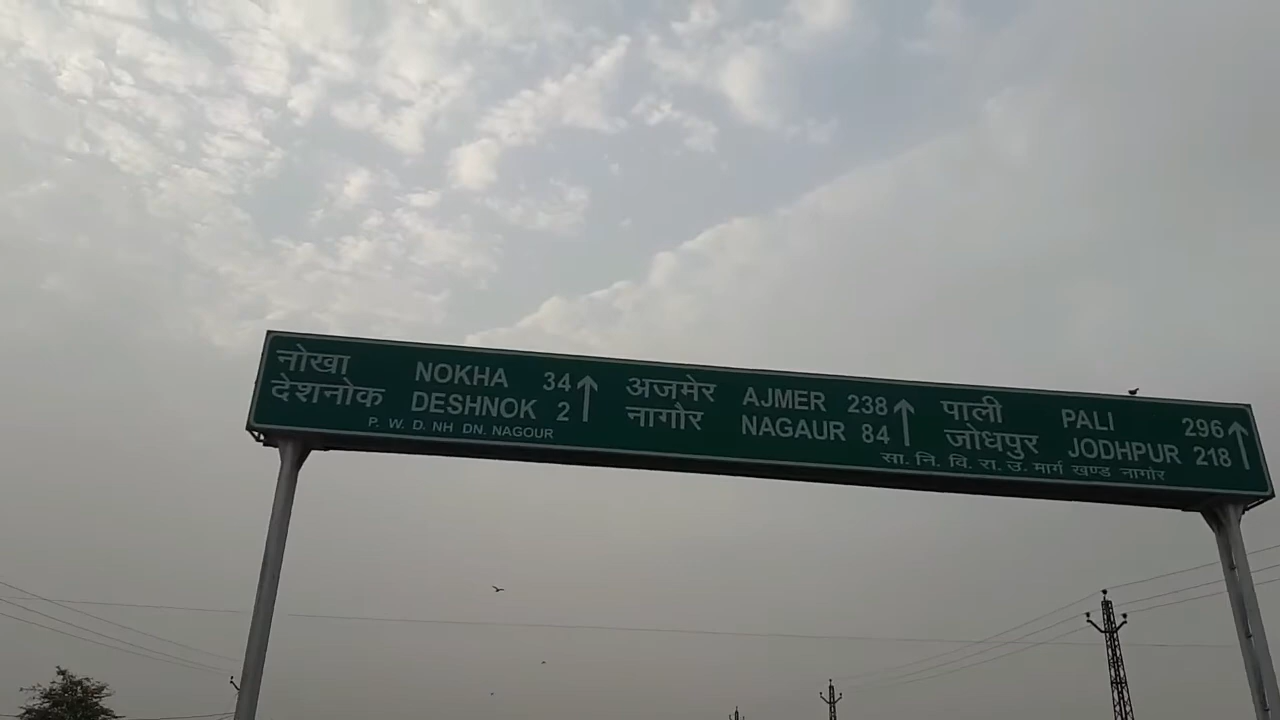 नोखा NOKHA 34
देशनोक DESHNOK 2
P. W. D. NH DN. NAGOUR
अजमेर AJMER 238
नागौर NAGAUR 84
पाली PALI 296
जोधपुर JODHPUR 218
सा. नि. वि. रा. उ. मार्ग खण्ड नागौर